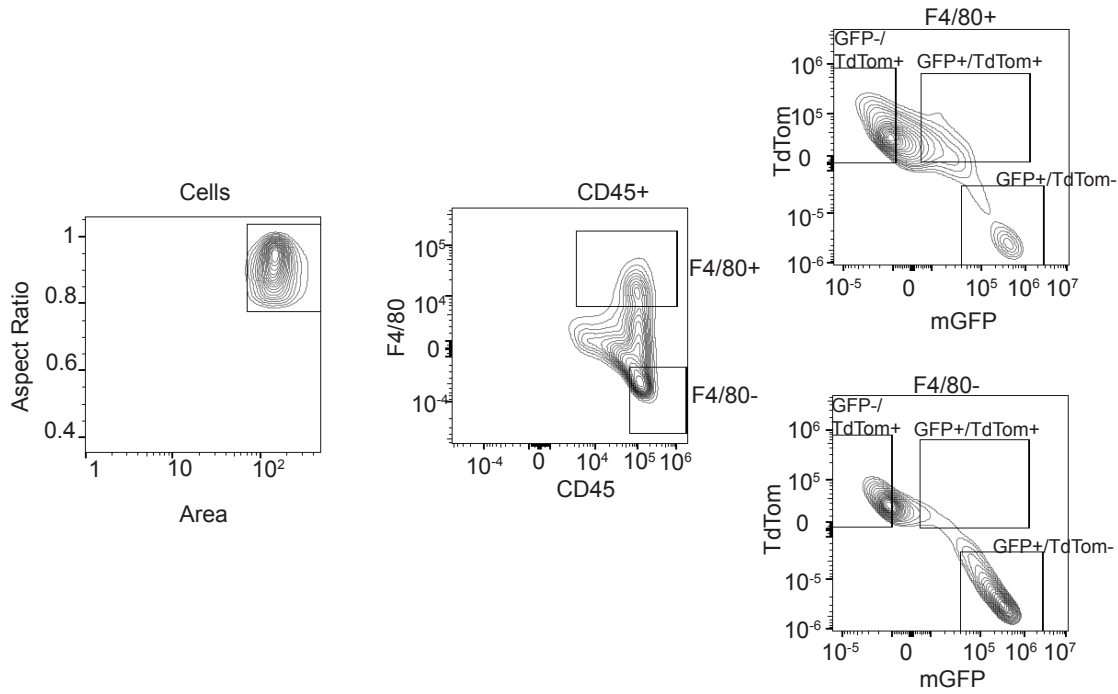 Cells
1
0.8
0.6
0.4
Aspect Ratio
1
10
10²
Area
CD45+
10⁵
10⁴
0
10⁻⁴
F4/80
F4/80+
F4/80-
10⁻⁴
0
10⁴
10⁵
10⁶
CD45
F4/80+
GFP-/
TdTom+
GFP+/TdTom+
GFP+/TdTom-
10⁶
10⁵
0
10⁻⁵
10⁻⁶
TdTom
10⁻⁵
0
10⁵
10⁶
10⁷
mGFP
F4/80-
GFP-/
TdTom+
GFP+/TdTom+
GFP+/TdTom-
10⁶
10⁵
0
10⁻⁵
10⁻⁶
TdTom
10⁻⁵
0
10⁵
10⁶
10⁷
mGFP